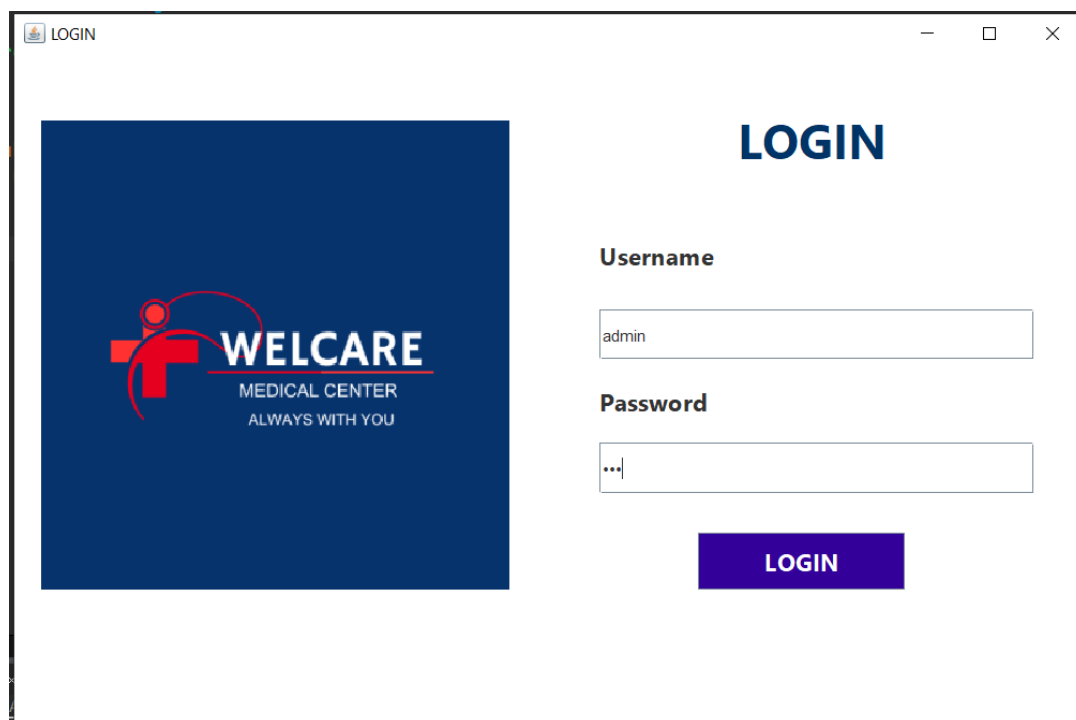 LOGIN
WELCARE
MEDICAL CENTER
ALWAYS WITH YOU
LOGIN
Username
admin
Password
•••
LOGIN